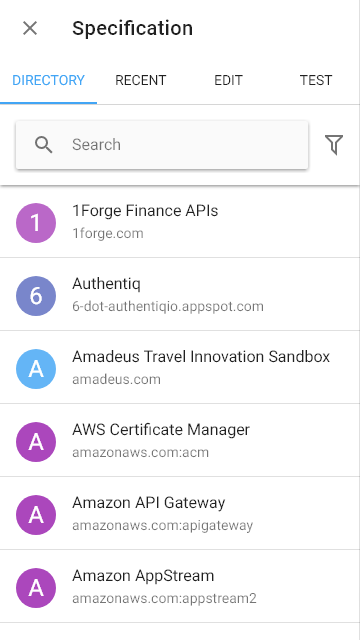 Specification
DIRECTORY RECENT EDIT TEST
Search
1 1Forge Finance APIs
1forge.com
6 Authentiq
6-dot-authentiqio.appspot.com
A Amadeus Travel Innovation Sandbox
amadeus.com
A AWS Certificate Manager
amazonaws.com:acm
A Amazon API Gateway
amazonaws.com:apigateway
A Amazon AppStream
amazonaws.com:appstream2